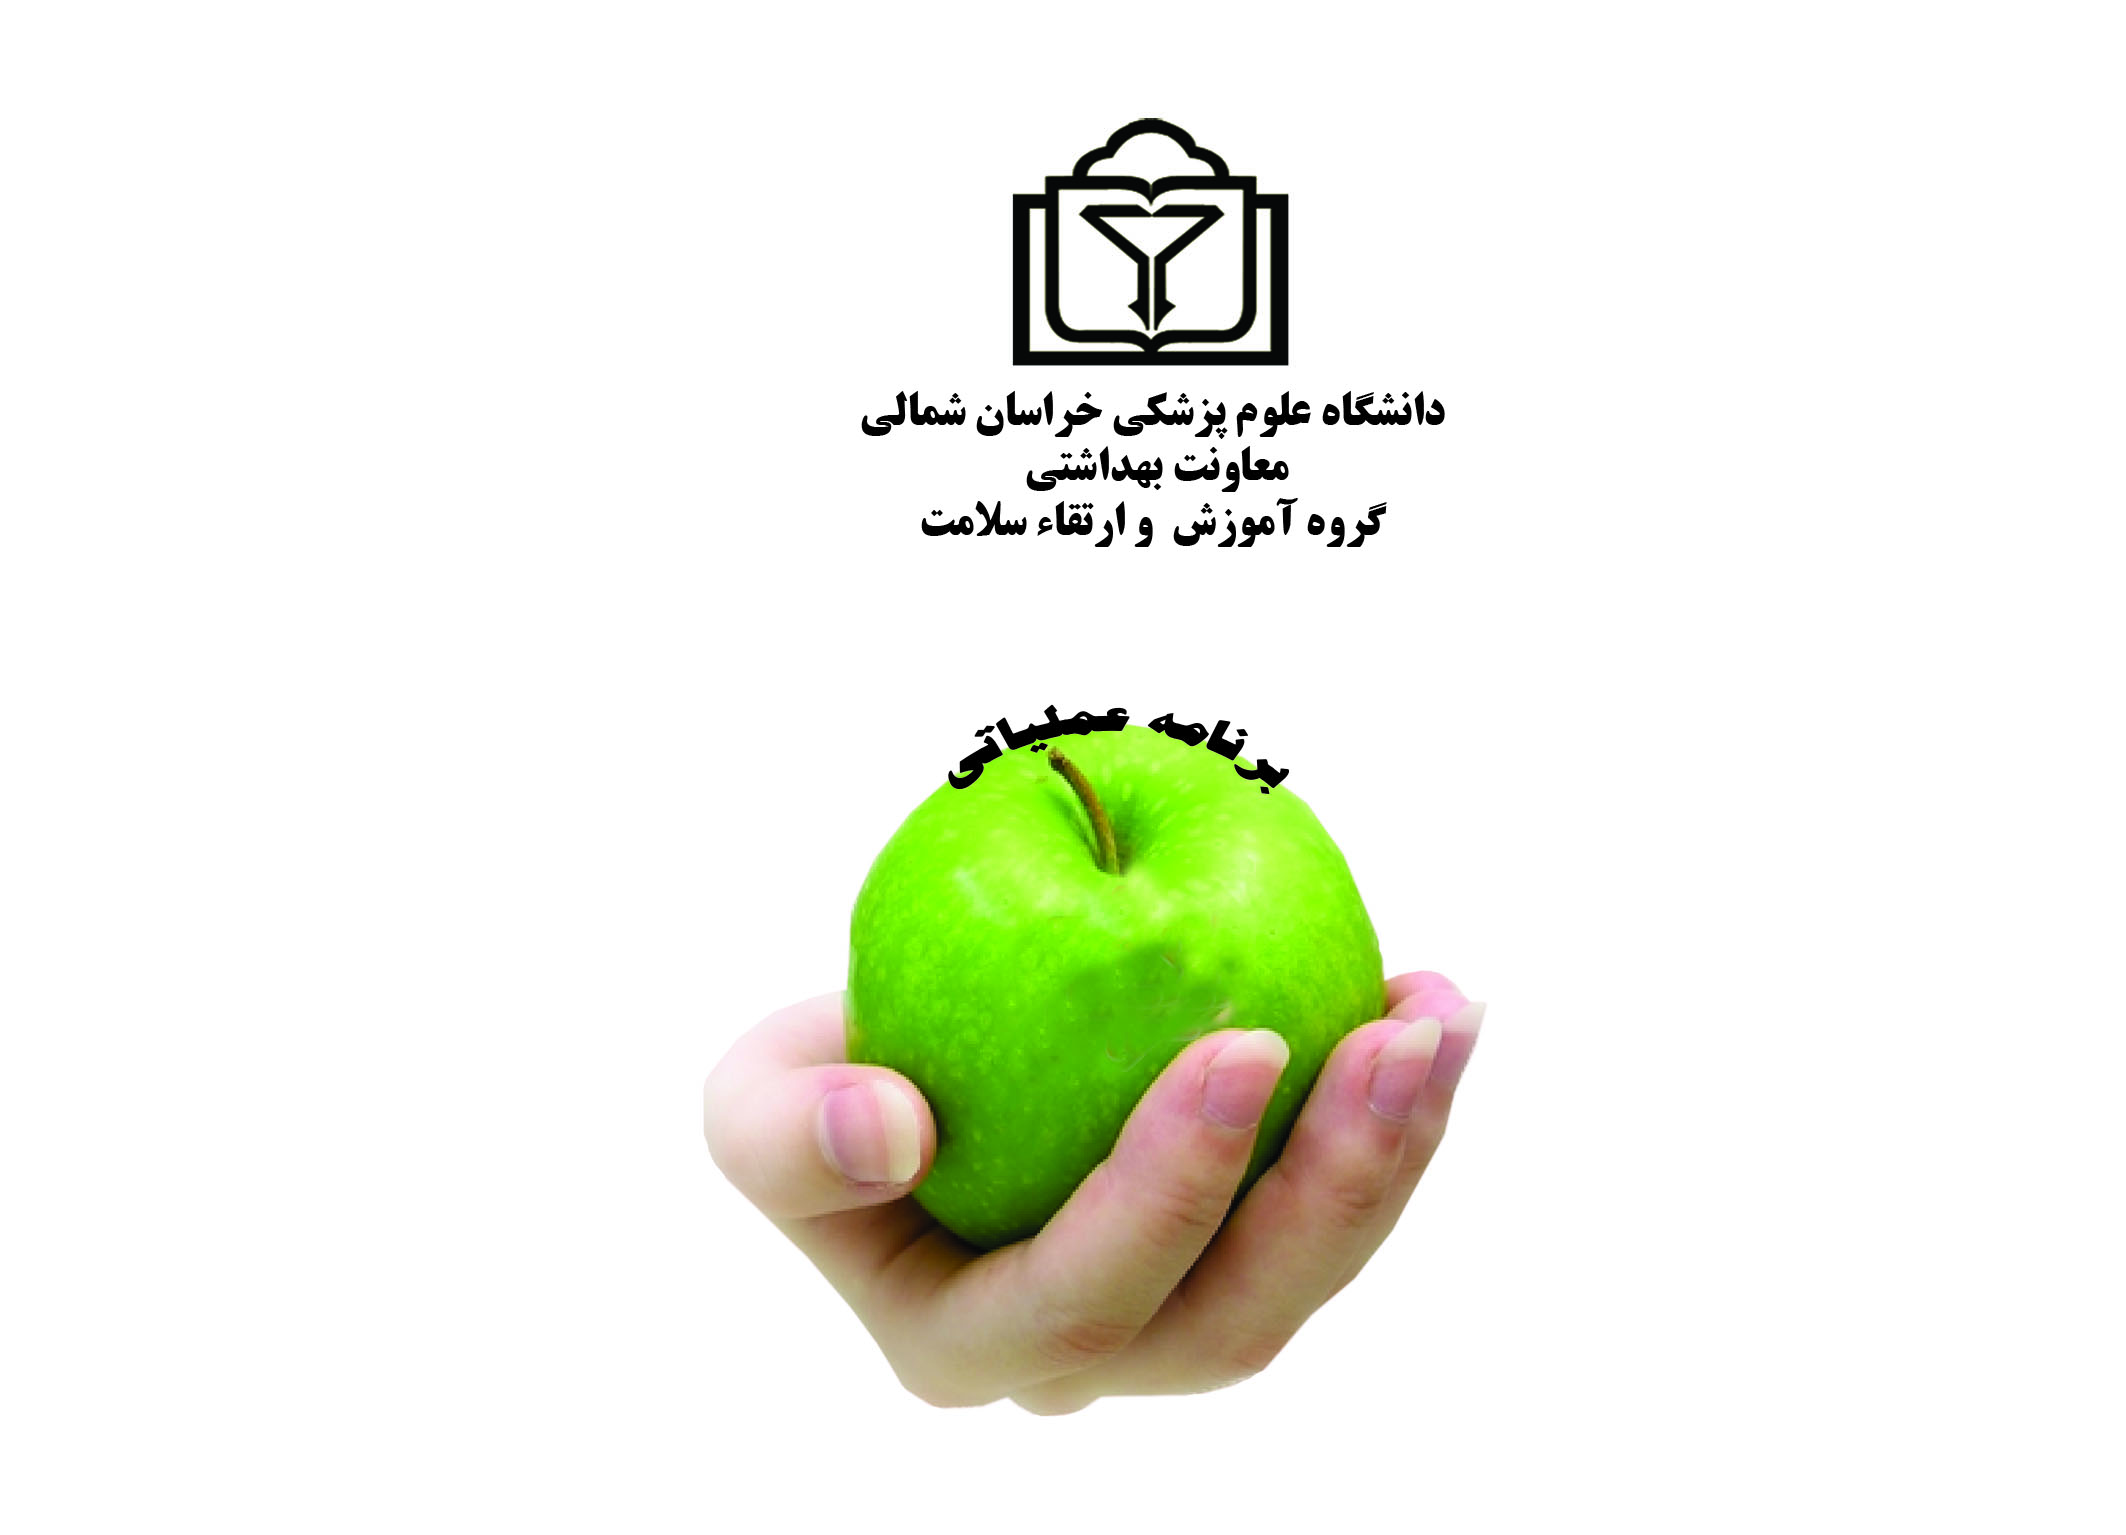 دانشگاه علوم پزشکی خراسان شمالی
معاونت بهداشتی
گروه آموزش و ارتقاء سلامت
برنامه عملیاتی